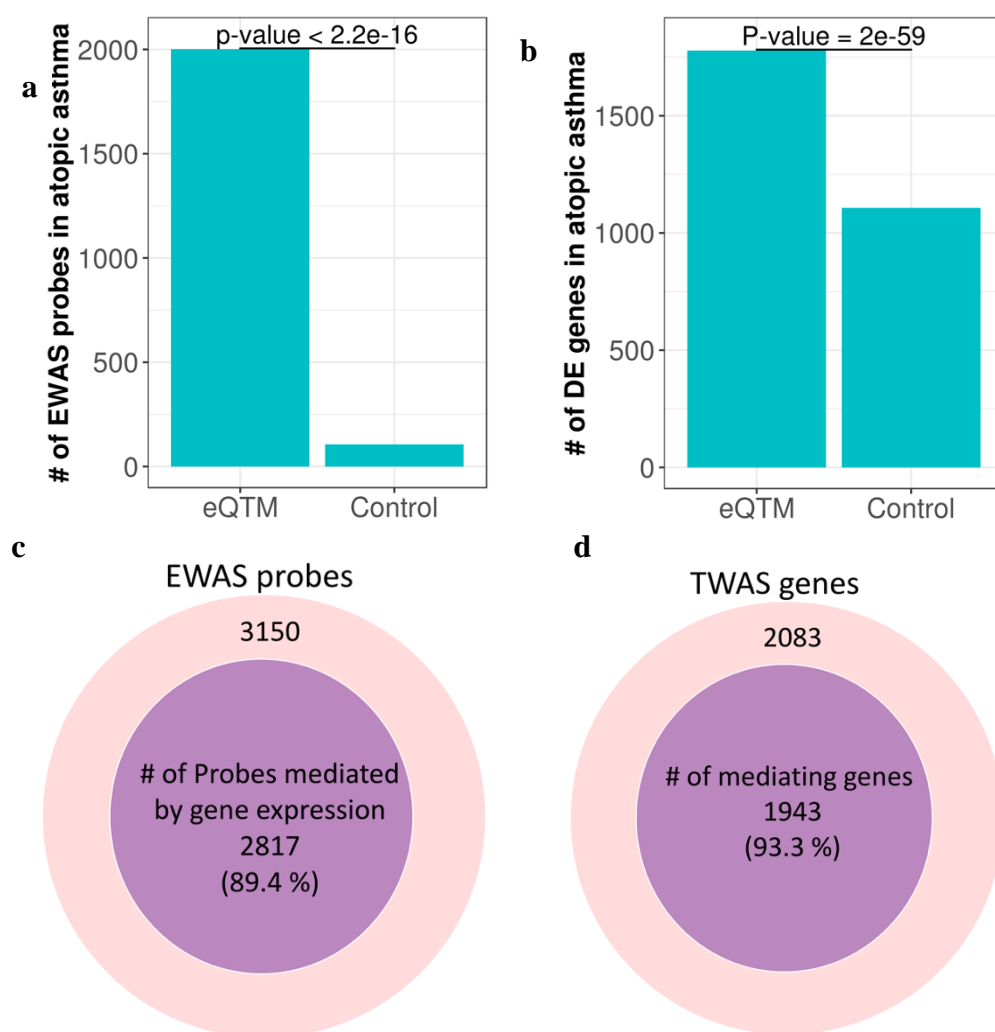 a
p-value < 2.2e-16
# of EWAS probes in atopic asthma
2000
1500
1000
500
0
eQTM Control
b
P-value = 2e-59
# of DE genes in atopic asthma
1500
1000
500
0
eQTM Control
c
EWAS probes
3150
# of Probes mediated
by gene expression
2817
(89.4 %)
d
TWAS genes
2083
# of mediating genes
1943
(93.3 %)